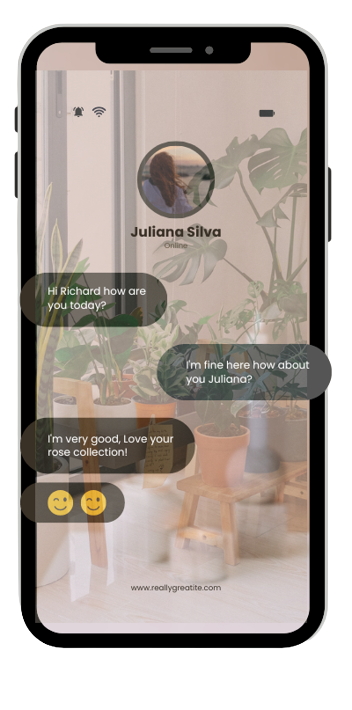 Juliana Silva
Online
Hi Richard how are
you today?
I'm fine here how about
you Juliana?
I'm very good, Love your
rose collection!
www.reallygreatite.com